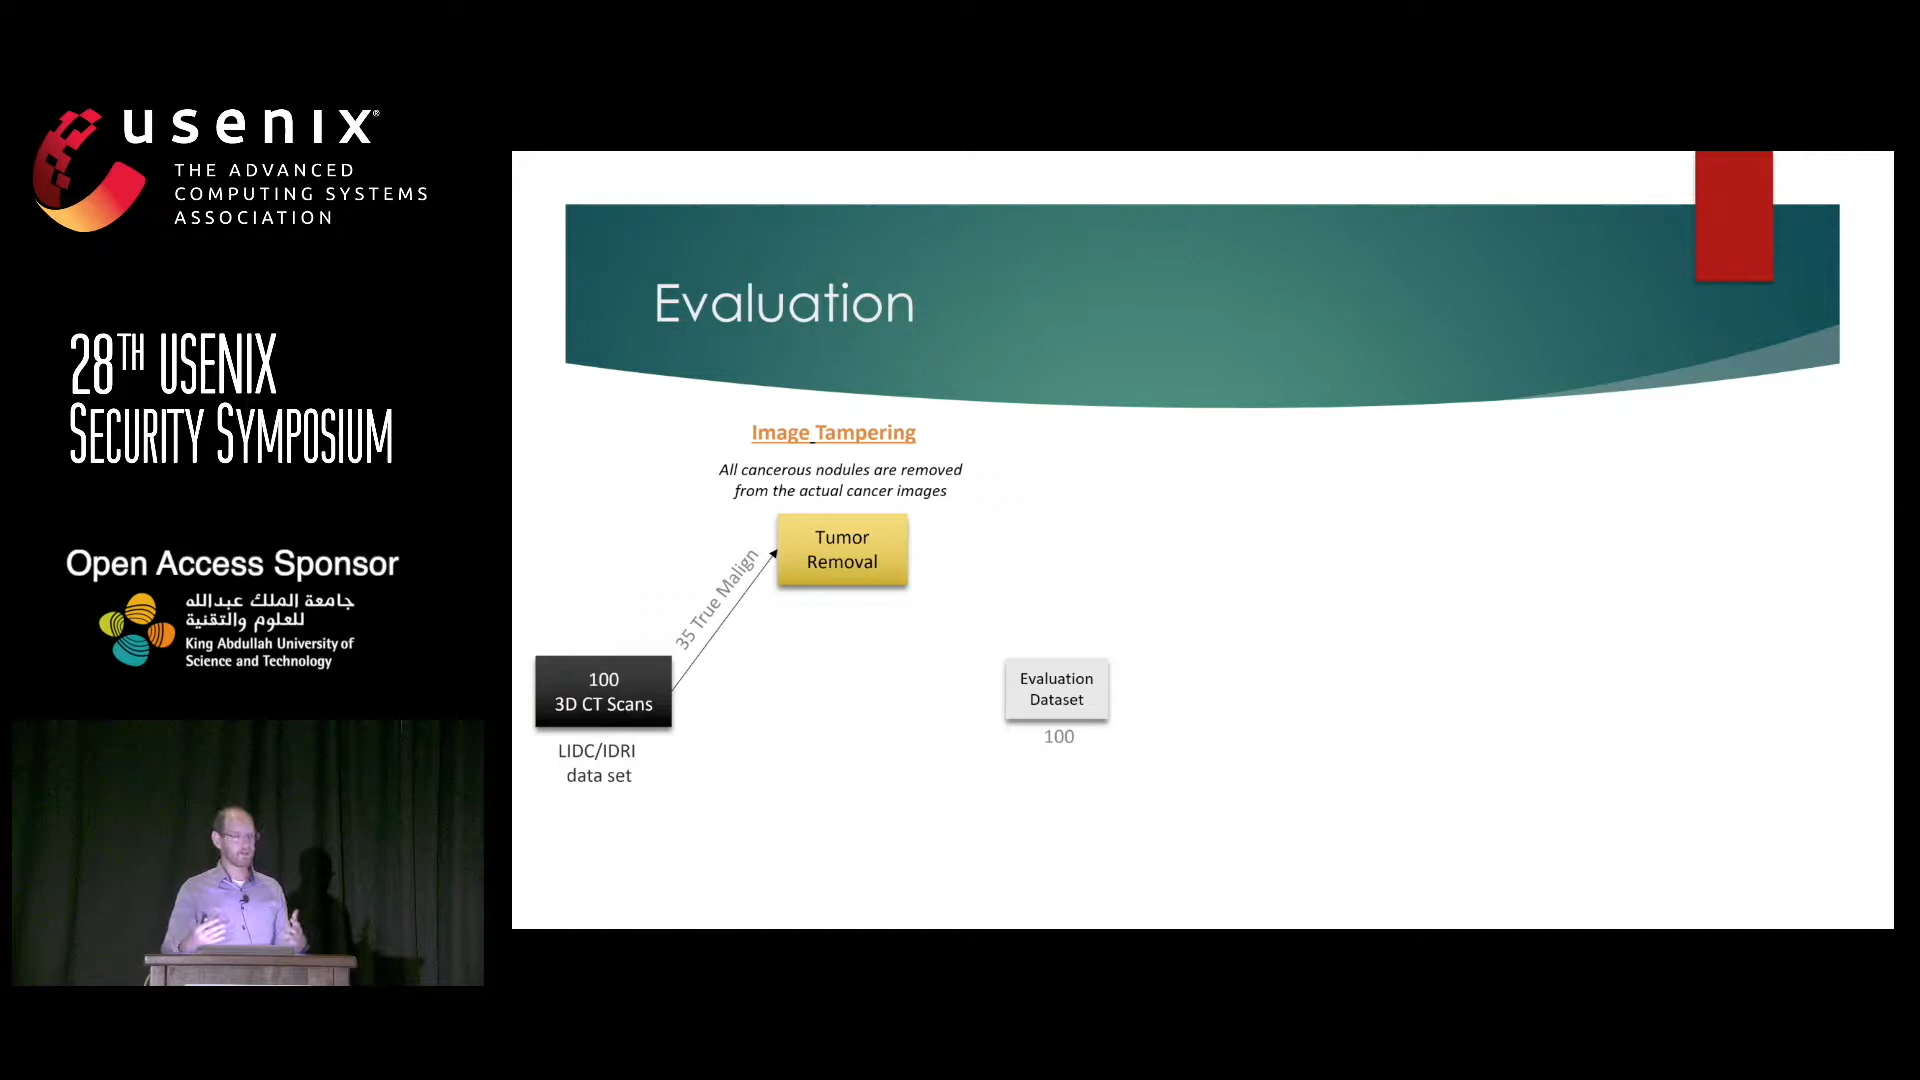 usenix®
THE ADVANCED
COMPUTING SYSTEMS
ASSOCIATION
28TH USENIX
SECURITY SYMPOSIUM
Open Access Sponsor
جامعة الملك عبدالله
للعلوم والتقنية
King Abdullah University of
Science and Technology
Evaluation
Image Tampering
All cancerous nodules are removed
from the actual cancer images
Tumor
Removal
35 True Malign
100
3D CT Scans
LIDC/IDRI
data set
Evaluation
Dataset
100